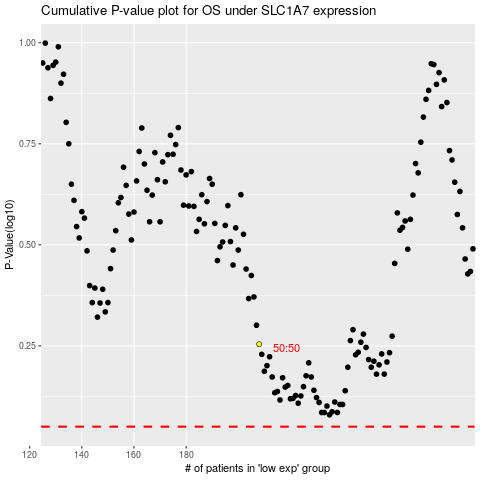 Cumulative P-value plot for OS under SLC1A7 expression
1.00
0.75
0.50
0.25
P-Value(log10)
50:50
120 140 160 180
# of patients in 'low exp' group